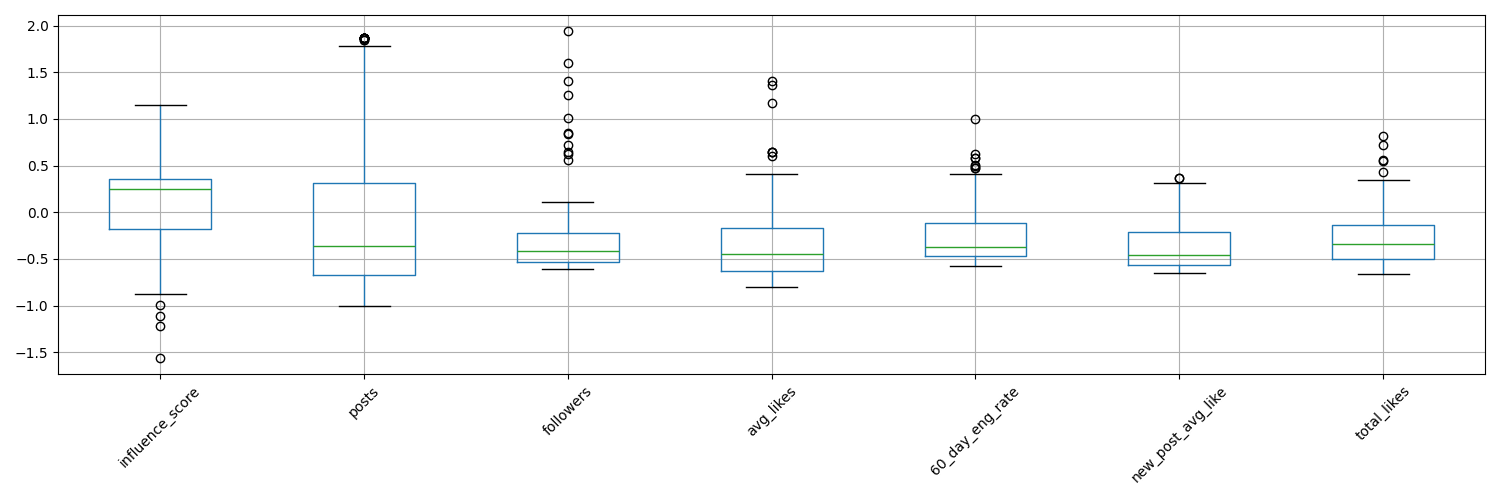 2.0
1.5
1.0
0.5
0.0
−0.5
−1.0
−1.5
influence_score
posts
followers
avg_likes
60_day_eng_rate
new_post_avg_like
total_likes